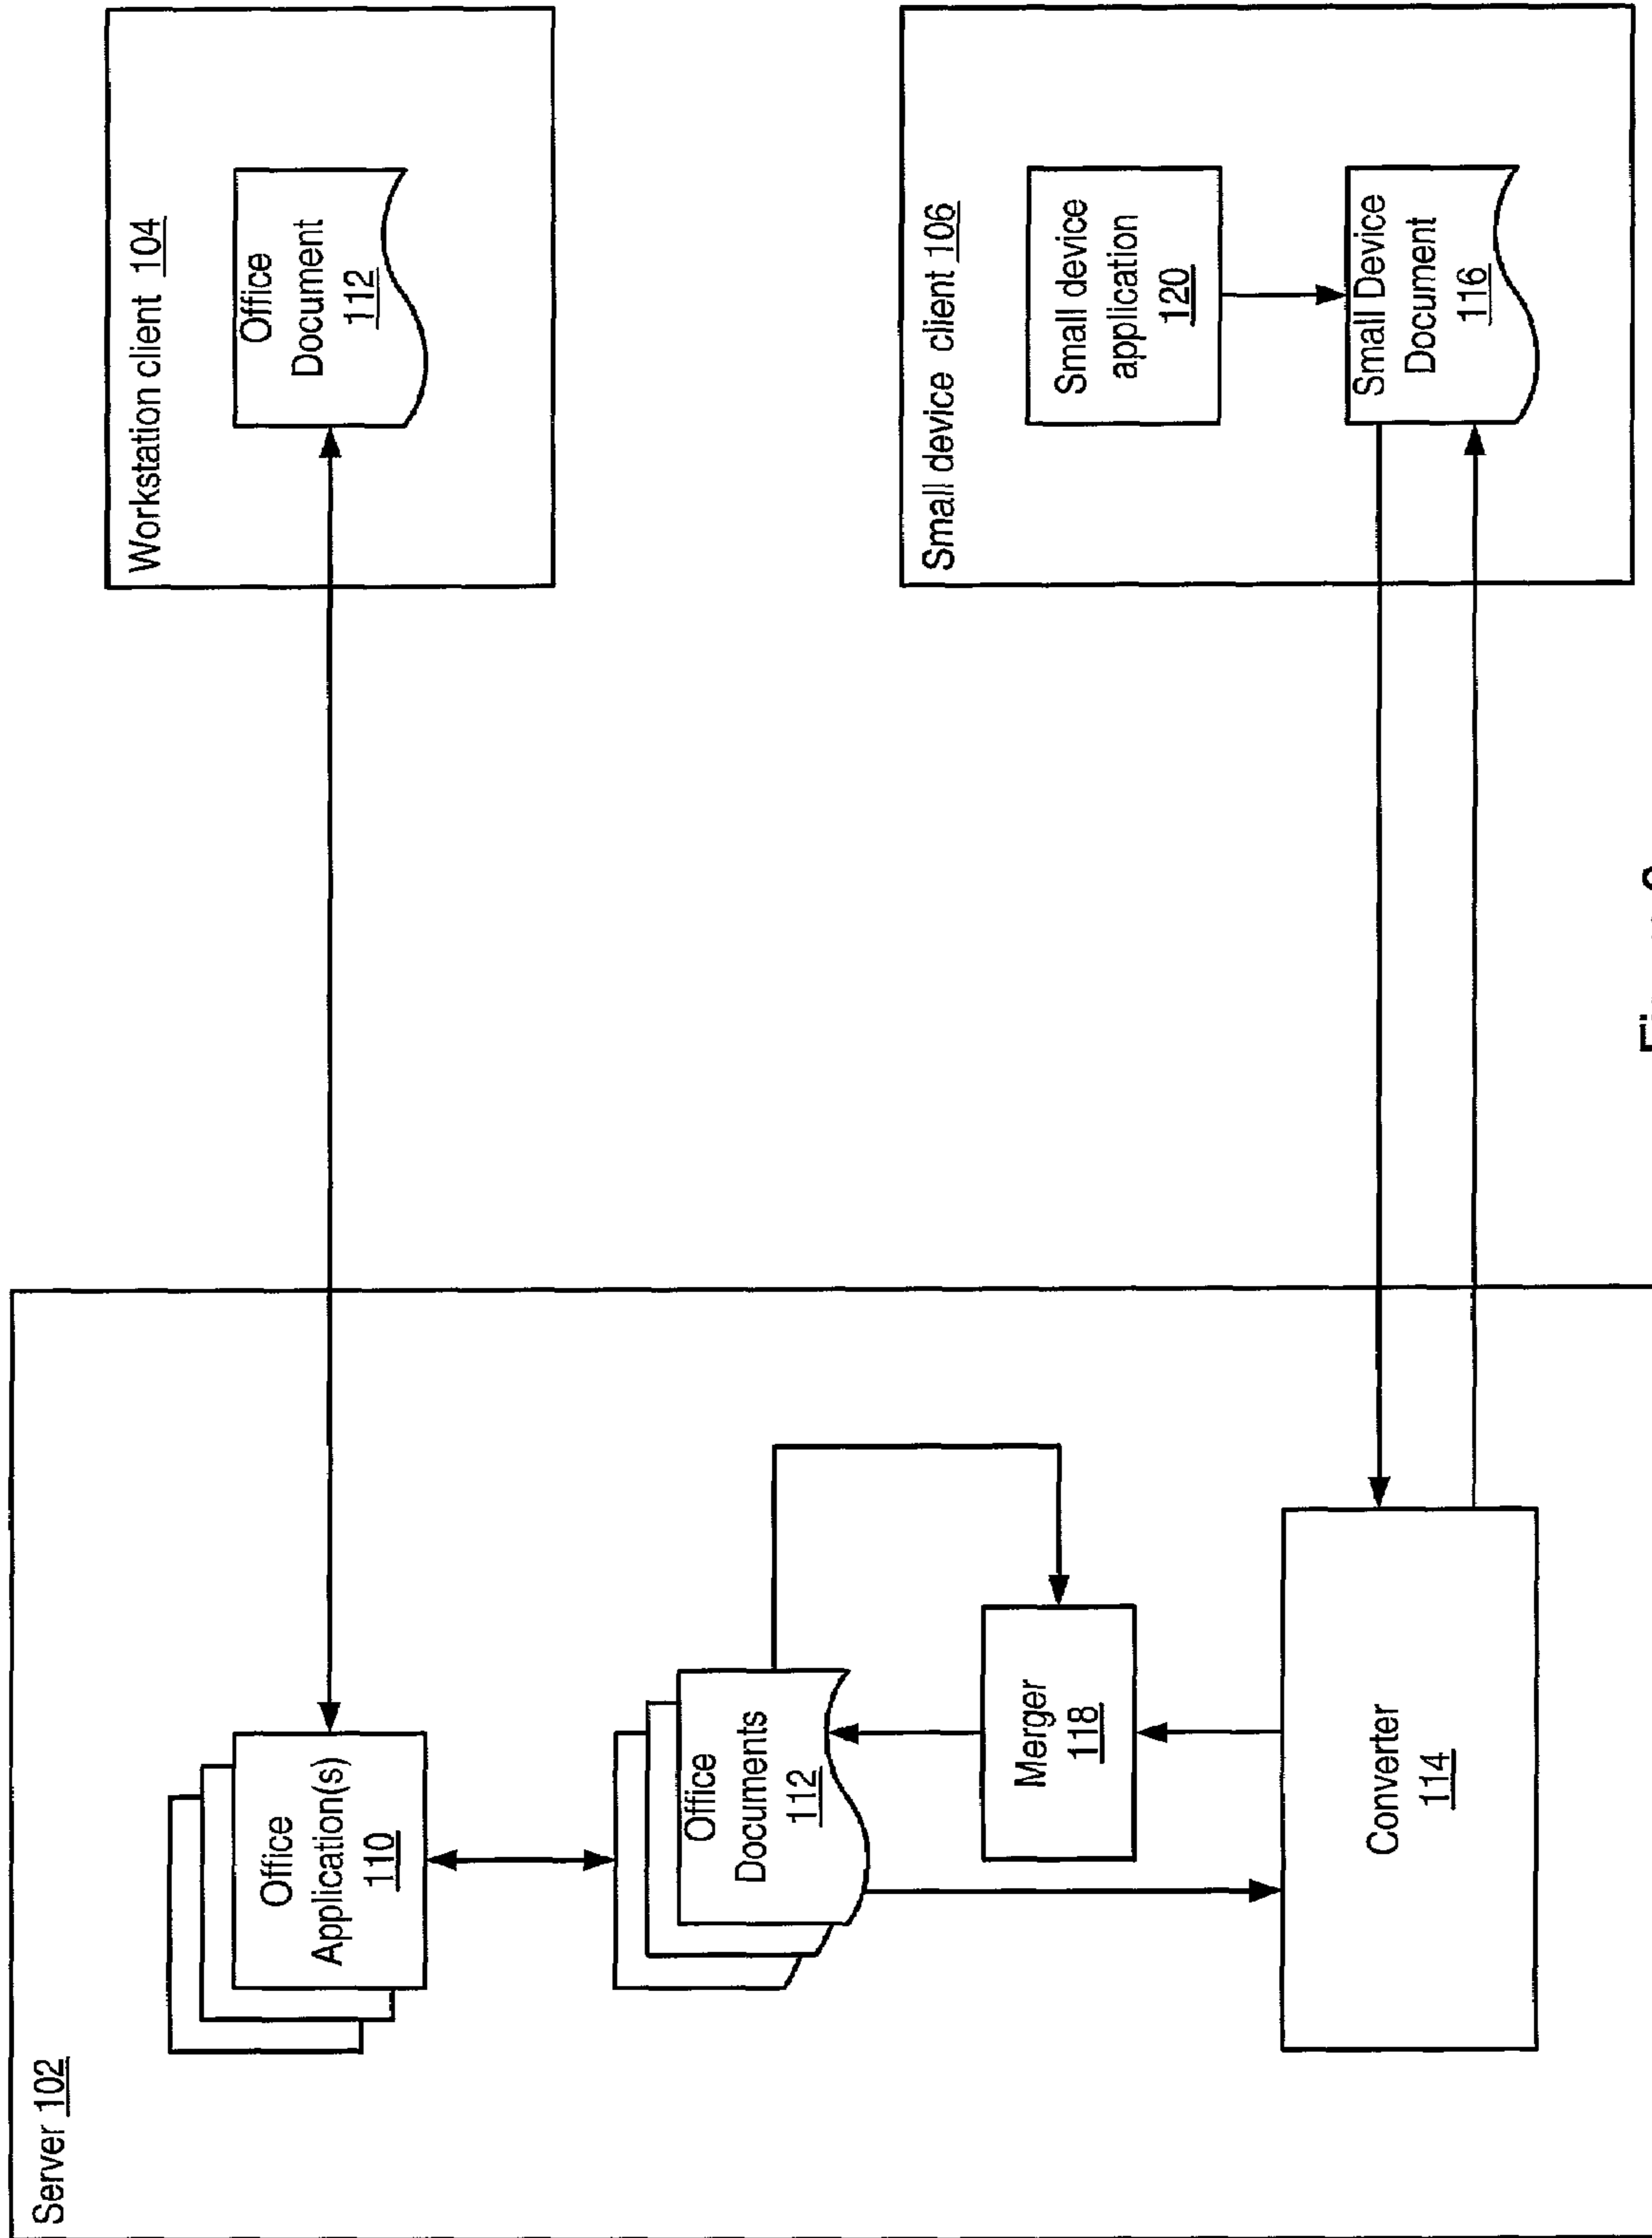 Server 102
Office
Application(s)
110
Office
Documents
112
Merger
118
Converter
114
Workstation client 104
Office
Document
112
Small device client 106
Small device
application
120
Small Device
Document
116